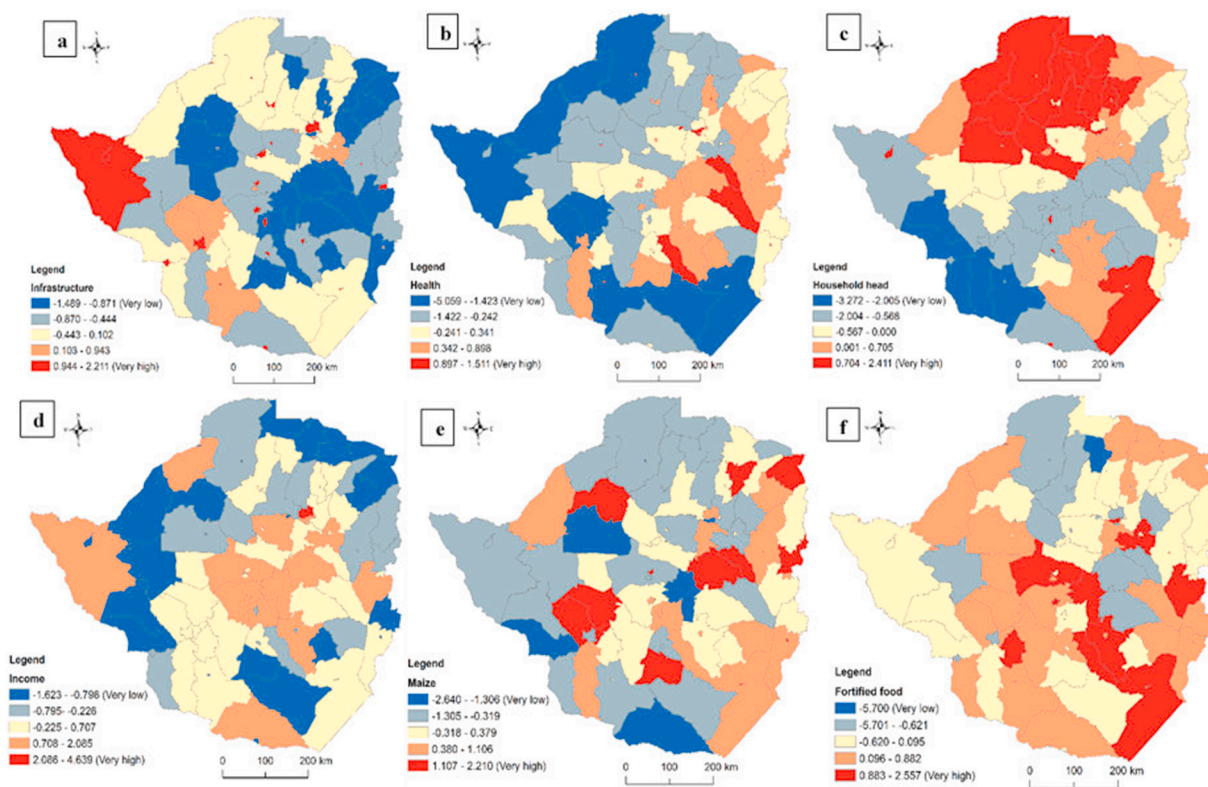 a
N
b
N
c
N
Legend
Infrastructure
-1.489 - -0.871 (Very low)
-0.870 - -0.444
-0.443 - 0.102
0.103 - 0.943
0.944 - 2.211 (Very high)
0 100 200 km
Legend
Health
-5.059 - -1.423 (Very low)
-1.422 - -0.242
-0.241 - 0.341
0.342 - 0.898
0.897 - 1.511 (Very high)
0 100 200 km
Legend
Household head
-3.272 - -2.005 (Very low)
-2.004 - -0.568
-0.567 - 0.000
0.001 - 0.705
0.704 - 2.411 (Very high)
0 100 200 km
d
N
e
N
f
N
Legend
Income
-1.623 - -0.796 (Very low)
-0.795 - -0.226
-0.225 - 0.707
0.708 - 2.085
2.086 - 4.639 (Very high)
0 100 200 km
Legend
Maize
-2.640 - -1.306 (Very low)
-1.305 - -0.319
-0.318 - 0.379
0.380 - 1.106
1.107 - 2.210 (Very high)
0 100 200 km
Legend
Fortified food
-5.700 (Very low)
-5.701 - -0.621
-0.620 - 0.095
0.096 - 0.882
0.883 - 2.557 (Very high)
0 100 200 km